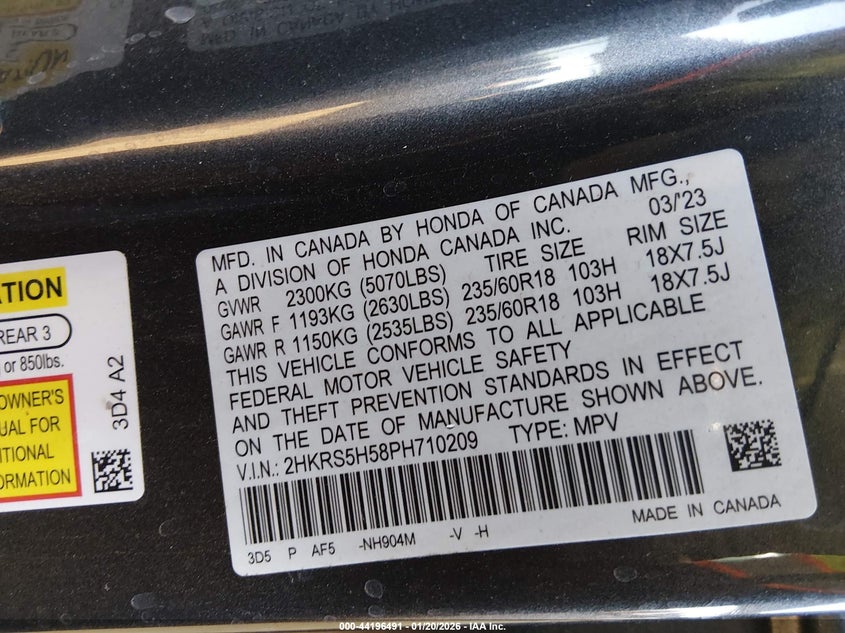 MFD. IN CANADA BY HONDA OF CANADA MFG.,
A DIVISION OF HONDA CANADA INC. 03/'23
GVWR 2300KG (5070LBS) TIRE SIZE RIM SIZE
GAWR F 1193KG (2630LBS) 235/60R18 103H 18X7.5J
GAWR R 1150KG (2535LBS) 235/60R18 103H 18X7.5J
THIS VEHICLE CONFORMS TO ALL APPLICABLE
FEDERAL MOTOR VEHICLE SAFETY
AND THEFT PREVENTION STANDARDS IN EFFECT
ON THE DATE OF MANUFACTURE SHOWN ABOVE.
V.I.N.: 2HKRS5H58PH710209 TYPE: MPV
MADE IN CANADA
3D5 P AF5 -NH904M -V -H
REAR 3
or 850lbs.
OWNER'S
FOR
3D4 A2
000-44196491 - 01/20/2026 - IAA Inc.